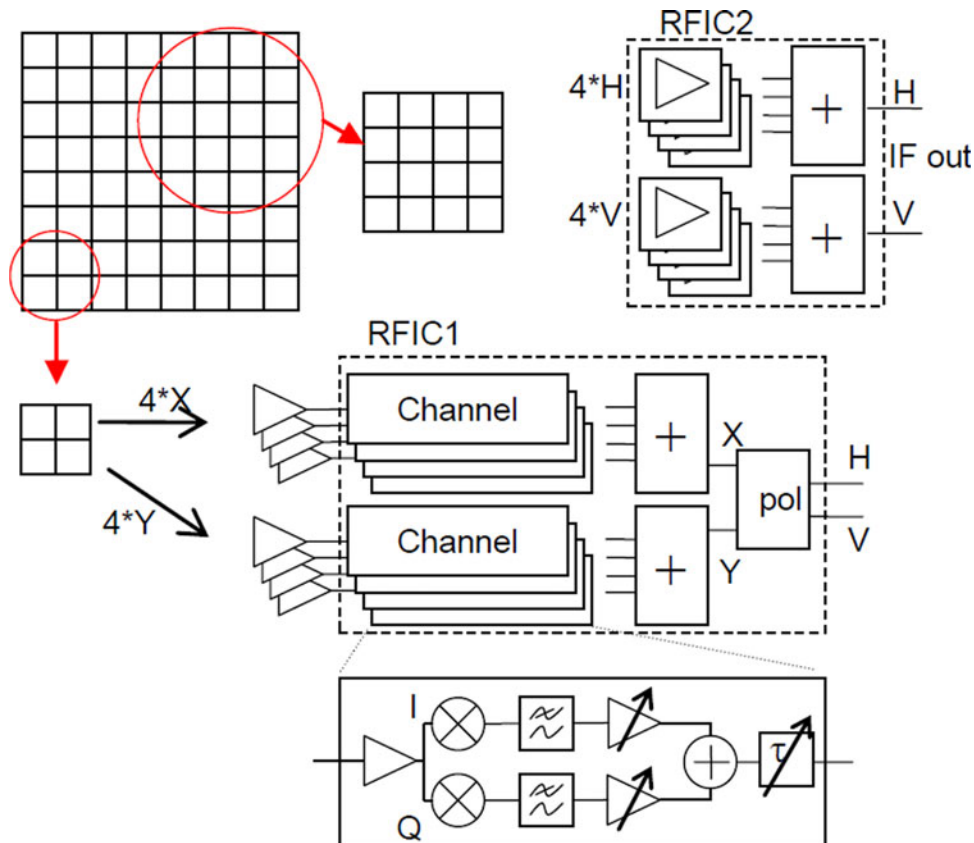 RFIC2
4*H
+
H
IF out
4*V
+
V
RFIC1
4*X
Channel
+
X
pol
H
V
4*Y
Channel
+
Y
I
+
τ
Q